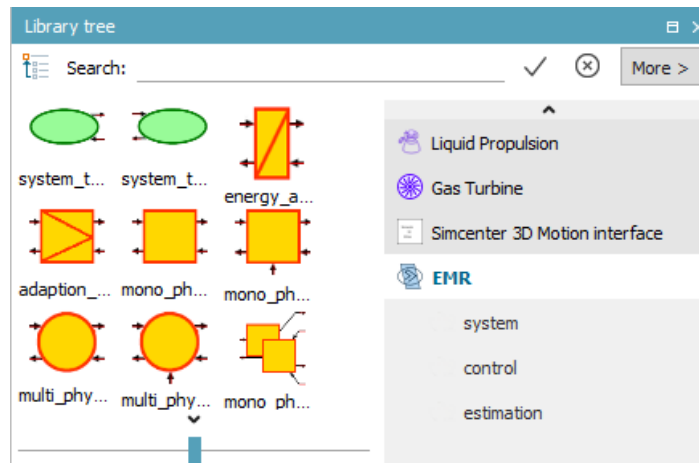 Library tree
Search:
More >
system_t...
system_t...
energy_a...
adaption_...
mono_ph...
mono_ph...
multi_phy...
multi_phy...
mono_ph...
Liquid Propulsion
Gas Turbine
Simcenter 3D Motion interface
EMR
system
control
estimation